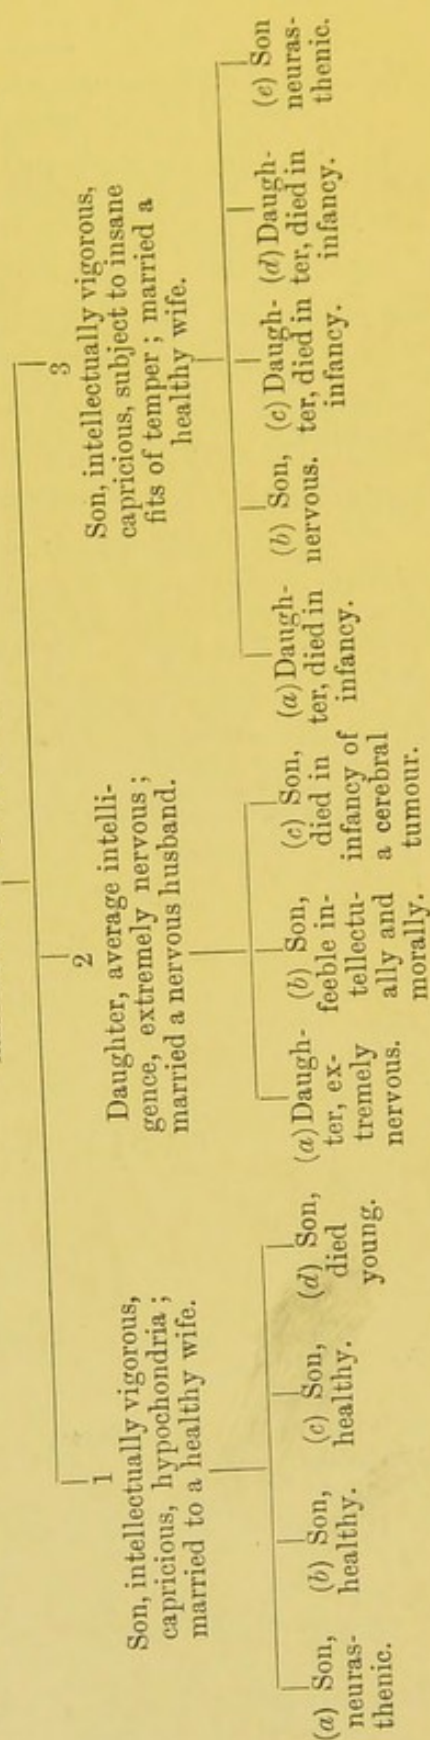 1
Son, intellectually vigorous,
capricious, hypochondria;
married to a healthy wife.
(a) Son,
neuras-
thenic.
(b) Son,
healthy.
(c) Son,
healthy.
(d) Son,
died
young.
2
Daughter, average intelli-
gence, extremely nervous;
married a nervous husband.
(a) Daugh-
ter, ex-
tremely
nervous.
(b) Son,
feeble in-
tellectu-
ally and
morally.
(c) Son,
died in
infancy of
a cerebral
tumour.
3
Son, intellectually vigorous,
capricious, subject to insane
fits of temper; married a
healthy wife.
(a) Daugh-
ter, died in
infancy.
(b) Son,
nervous.
(c) Daugh-
ter, died in
infancy.
(d) Daugh-
ter, died in
infancy.
(e) Son
neuras-
thenic.